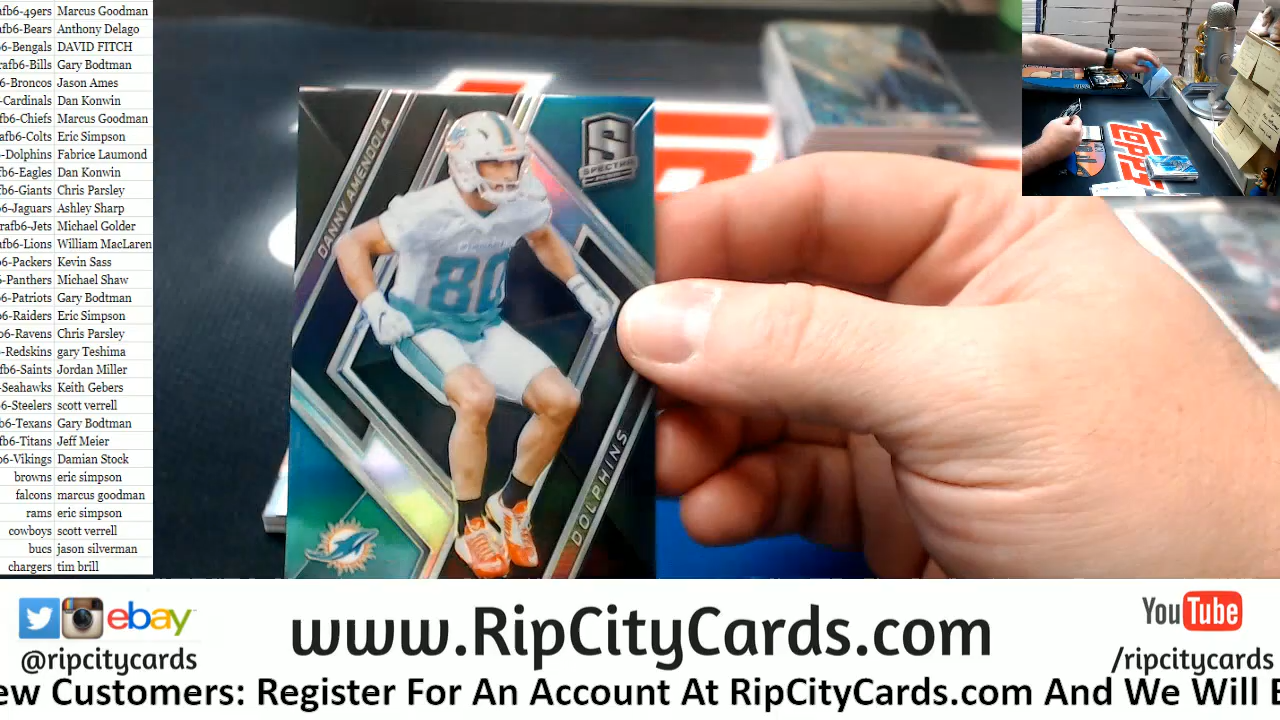 afb6-49ers Marcus Goodman
afb6-Bears Anthony Delago
6-Bengals DAVID FITCH
rafb6-Bills Gary Bodtman
6-Broncos Jason Ames
-Cardinals Dan Konwin
fb6-Chiefs Marcus Goodman
afb6-Colts Eric Simpson
-Dolphins Fabrice Laumond
b6-Eagles Dan Konwin
fb6-Giants Chris Parsley
6-Jaguars Ashley Sharp
rafb6-Jets Michael Golder
afb6-Lions William MacLaren
6-Packers Kevin Sass
-Panthers Michael Shaw
6-Patriots Gary Bodtman
b6-Raiders Eric Simpson
6-Ravens Chris Parsley
-Redskins gary Teshima
fb6-Saints Jordan Miller
-Seahawks Keith Gebers
6-Steelers scott verrell
b6-Texans Gary Bodtman
fb6-Titans Jeff Meier
b6-Vikings Damian Stock
browns eric simpson
falcons marcus goodman
rams eric simpson
cowboys scott verrell
bucs jason silverman
chargers tim brill
DANNY AMENDOLA
S
SPECTRA
80
DOLPHINS
topps
ebay
@ripcitycards
www.RipCityCards.com
YouTube
/ripcitycards
ew Customers: Register For An Account At RipCityCards.com And We Will E